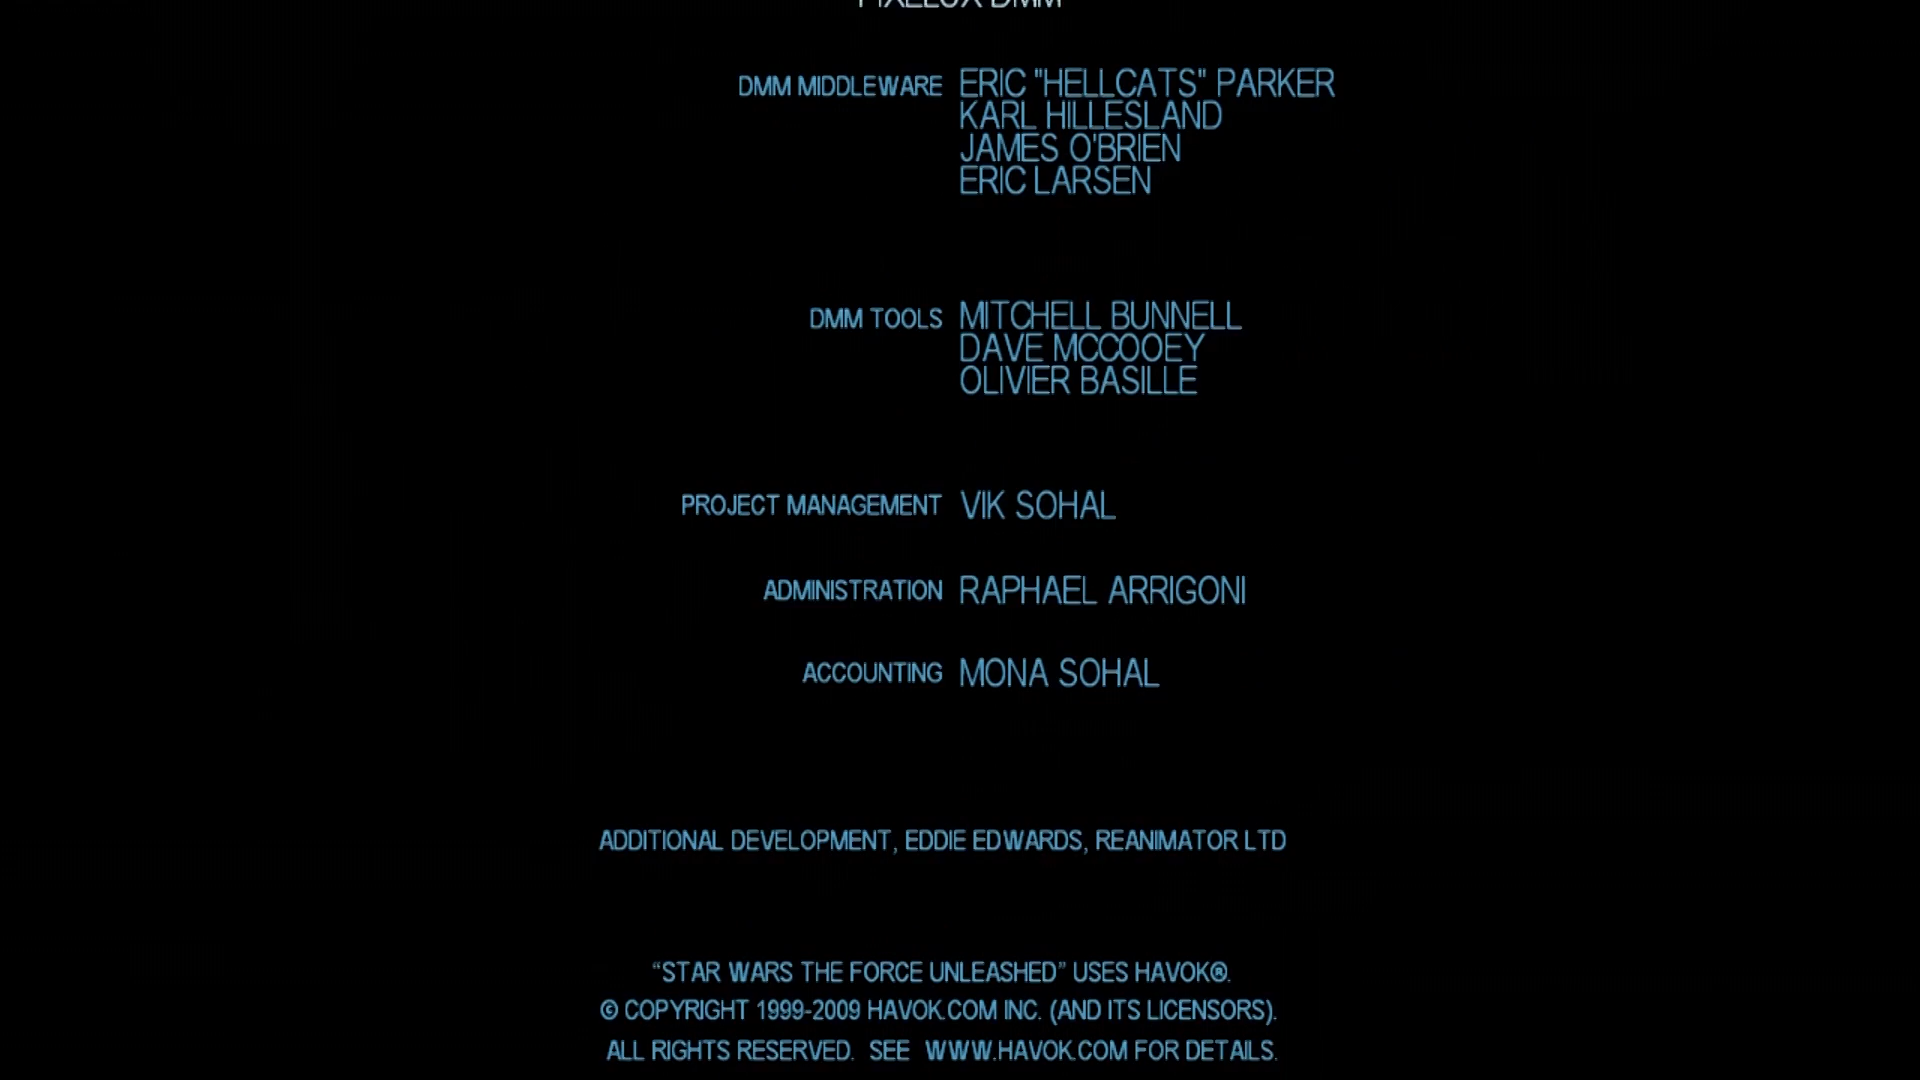 PIXELUX DMM
DMM MIDDLEWARE ERIC "HELLCATS" PARKER
KARL HILLESLAND
JAMES O'BRIEN
ERIC LARSEN
DMM TOOLS MITCHELL BUNNELL
DAVE MCCOOEY
OLIVIER BASILLE
PROJECT MANAGEMENT VIK SOHAL
ADMINISTRATION RAPHAEL ARRIGONI
ACCOUNTING MONA SOHAL
ADDITIONAL DEVELOPMENT, EDDIE EDWARDS, REANIMATOR LTD
“STAR WARS THE FORCE UNLEASHED” USES HAVOK®.
© COPYRIGHT 1999-2009 HAVOK.COM INC. (AND ITS LICENSORS).
ALL RIGHTS RESERVED. SEE WWW.HAVOK.COM FOR DETAILS.